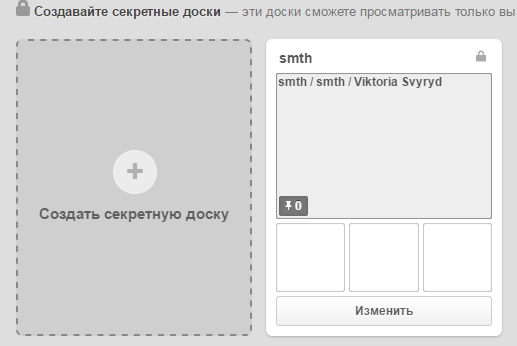 Создавайте секретные доски — эти доски сможете просматривать только вы
smth
smth / smth / Viktoria Svyryd
0
Создать секретную доску
Изменить